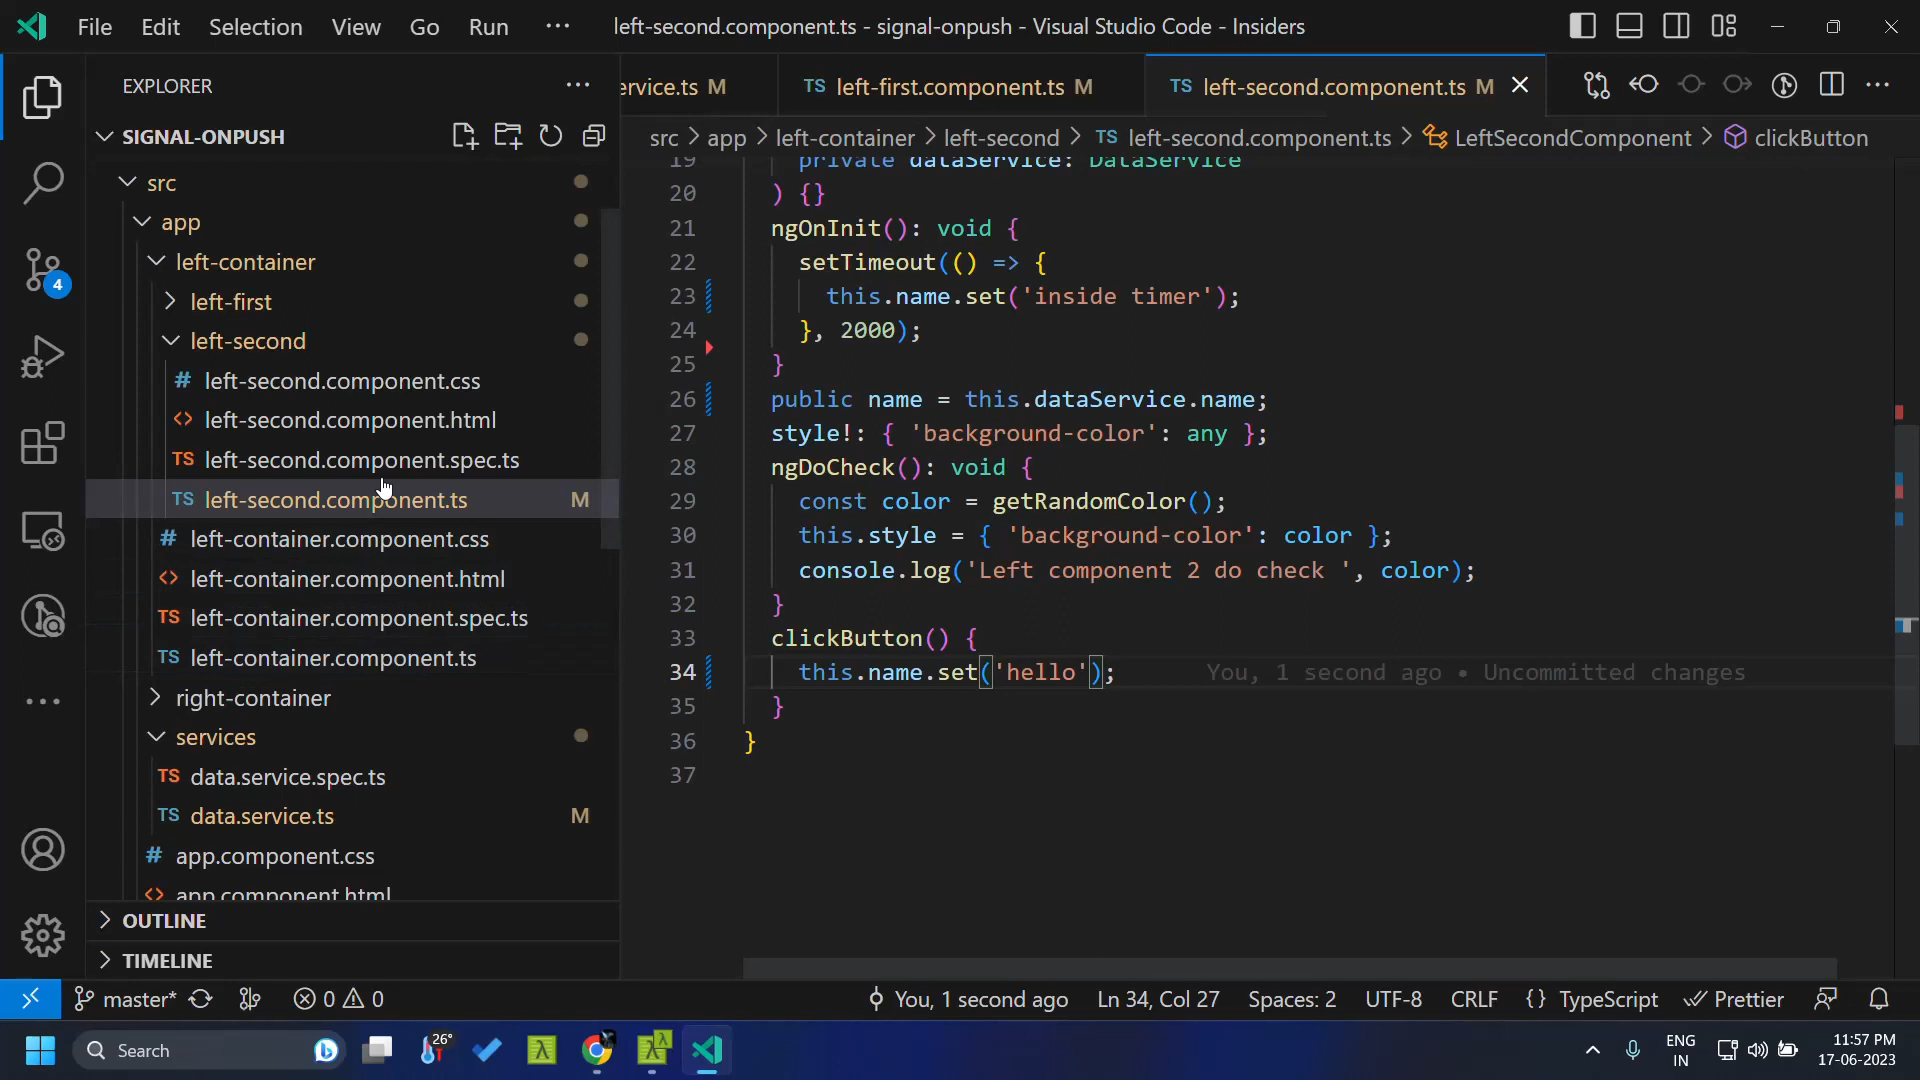 File Edit Selection View Go Run ··· left-second.component.ts - signal-onpush - Visual Studio Code - Insiders
EXPLORER
ervice.ts M
TS left-first.component.ts M
TS left-second.component.ts M
src > app > left-container > left-second > TS left-second.component.ts > LeftSecondComponent > clickButton
SIGNAL-ONPUSH
src
app
left-container
left-first
left-second
# left-second.component.css
<> left-second.component.html
TS left-second.component.spec.ts
TS left-second.component.ts M
# left-container.component.css
<> left-container.component.html
TS left-container.component.spec.ts
TS left-container.component.ts
right-container
services
TS data.service.spec.ts
TS data.service.ts M
# app.component.css
<> app.component.html
OUTLINE
TIMELINE
4
19 private dataService: DataService
20 ) {}
21 ngOnInit(): void {
22 setTimeout(() => {
23 this.name.set('inside timer');
24 }, 2000);
25 }
26 public name = this.dataService.name;
27 style!: { 'background-color': any };
28 ngDoCheck(): void {
29 const color = getRandomColor();
30 this.style = { 'background-color': color };
31 console.log('Left component 2 do check ', color);
32 }
33 clickButton() {
34 this.name.set('hello'); You, 1 second ago • Uncommitted changes
35 }
36 }
37
master* 0 0 You, 1 second ago Ln 34, Col 27 Spaces: 2 UTF-8 CRLF {} TypeScript Prettier
Search 26° ENG
IN
11:57 PM
17-06-2023